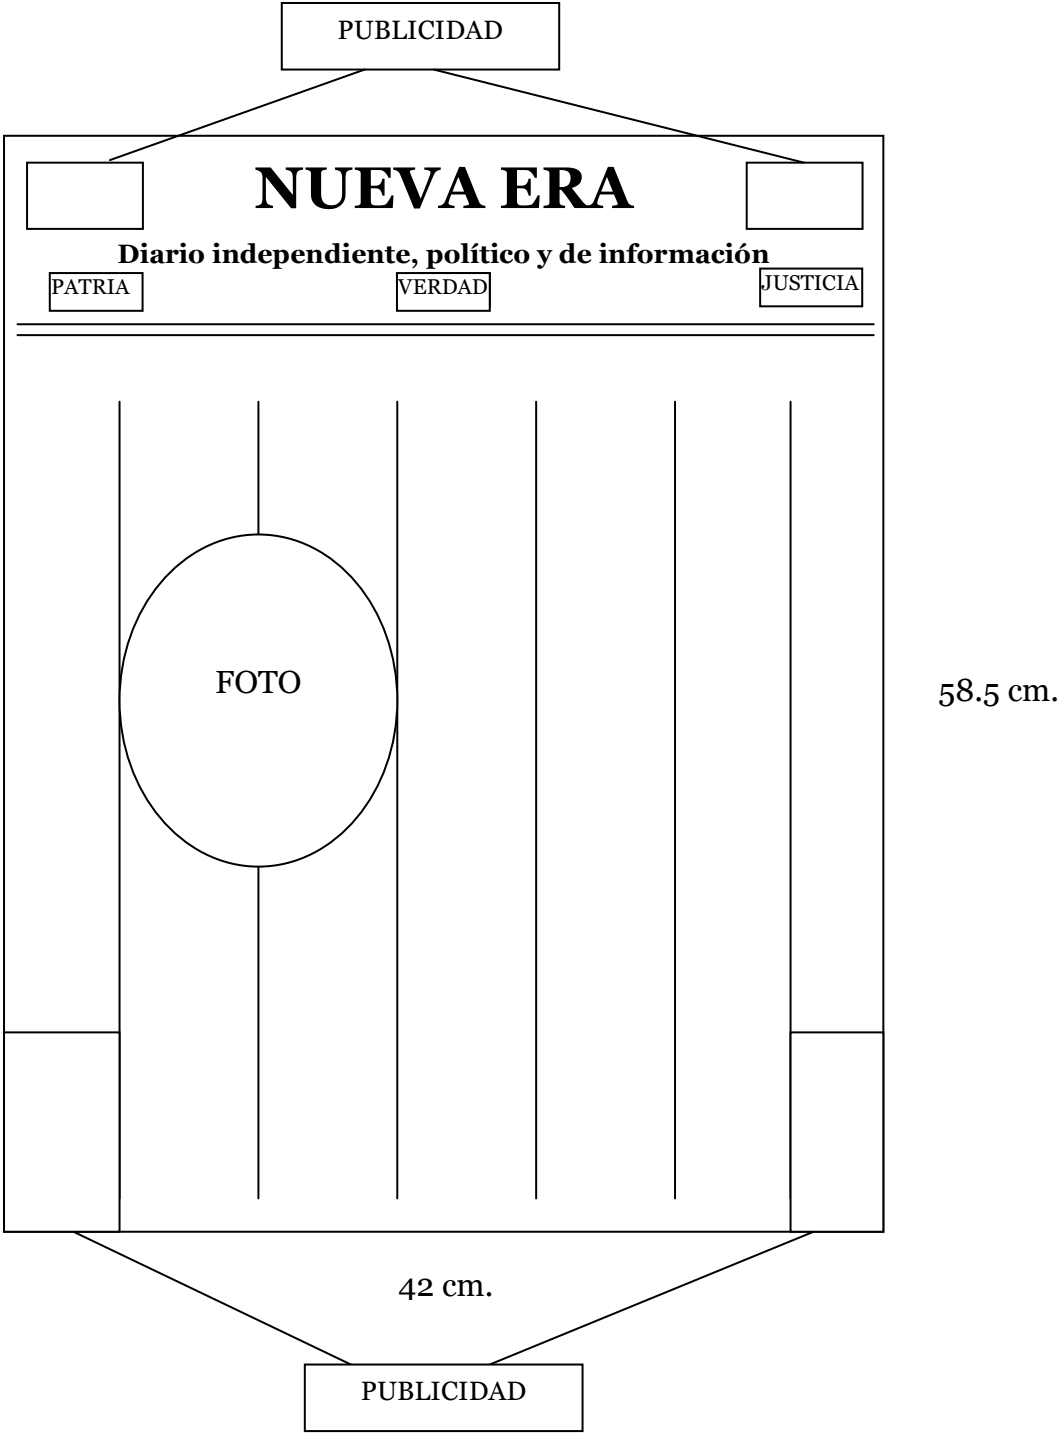 PUBLICIDAD
NUEVA ERA
Diario independiente, político y de información
PATRIA
VERDAD
JUSTICIA
FOTO
58.5 cm.
42 cm.
PUBLICIDAD